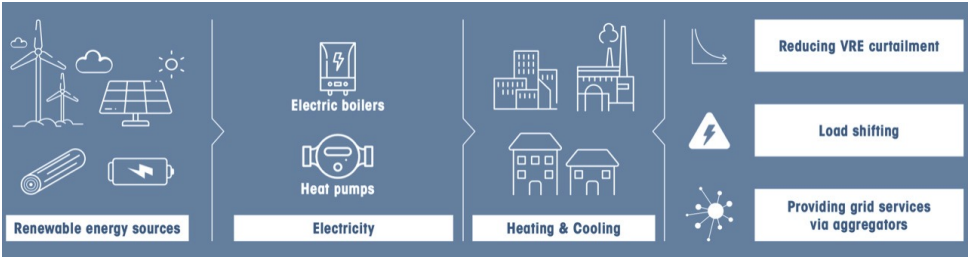 Electric boilers
Heat pumps
Renewable energy sources
Electricity
Heating & Cooling
Reducing VRE curtailment
Load shifting
Providing grid services
via aggregators